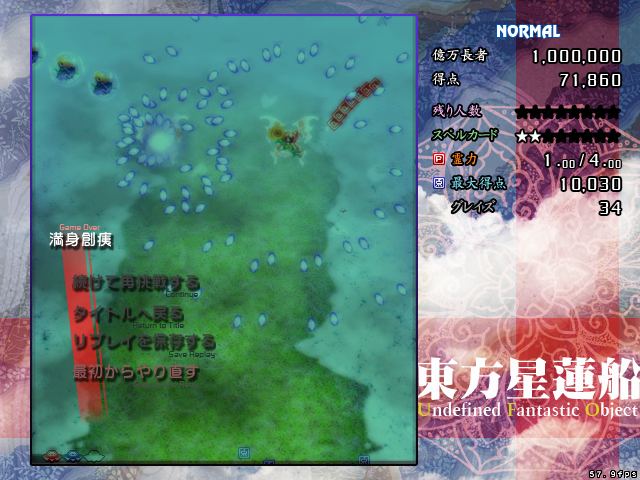 NORMAL
億万長者 1,000,000
得点 71,860
残り人数
スペルカード
P 霊力 1.00/4.00
点 最大得点 10,030
グレイズ 34
Game Over
満身創痍
続けて再挑戦する
Continue
タイトルへ戻る
Return to Title
リプレイを保存する
Save Replay
最初からやり直す
東方星蓮船
Undefined Fantastic Object
57.9fps